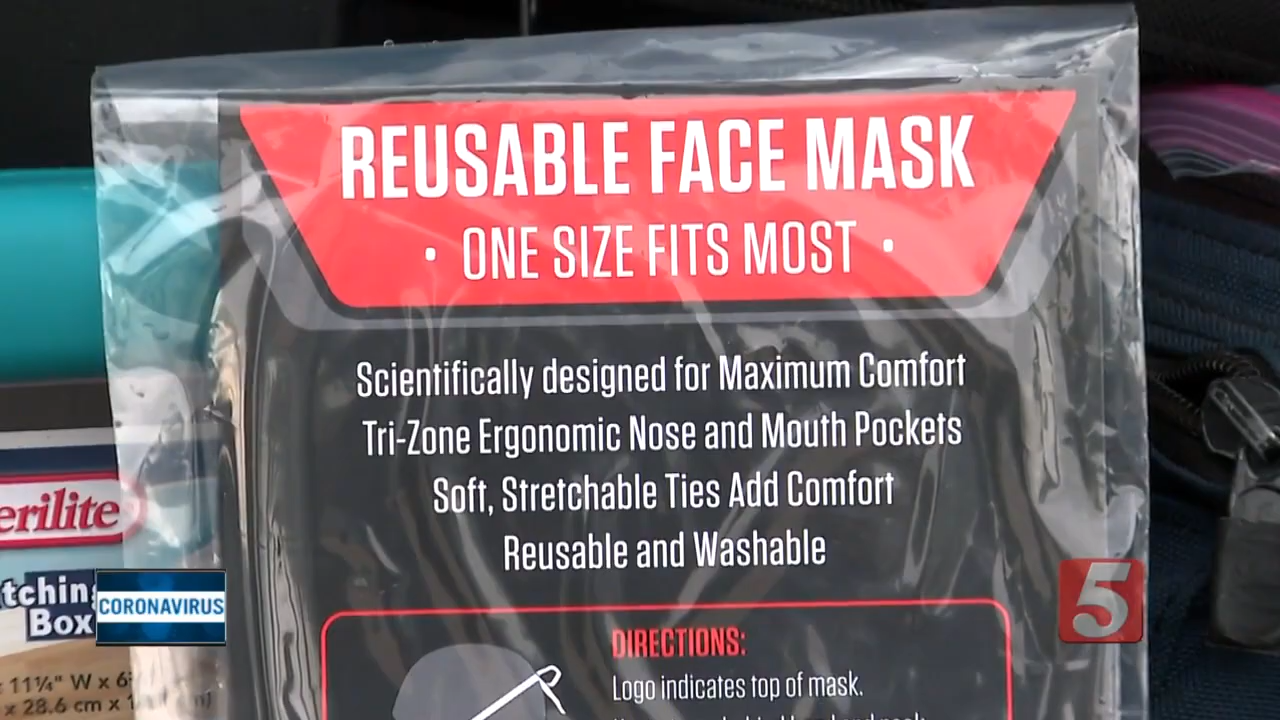 REUSABLE FACE MASK
· ONE SIZE FITS MOST ·
Scientifically designed for Maximum Comfort
Tri-Zone Ergonomic Nose and Mouth Pockets
Soft, Stretchable Ties Add Comfort
Reusable and Washable
DIRECTIONS:
Logo indicates top of mask.
erilite
tching
Box
11¼" W x 6
x 28.6 cm x 1
CORONAVIRUS
5